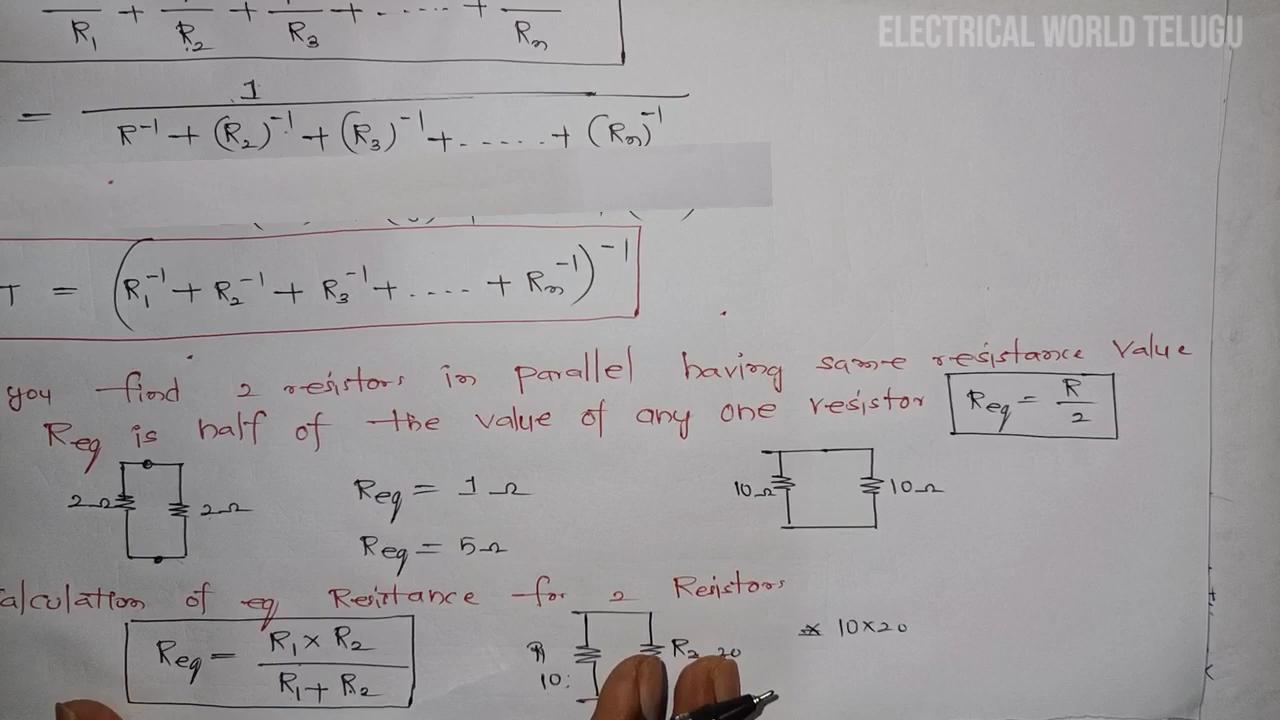 ELECTRICAL WORLD TELUGU
R₁ + R₂ + R₃ + ..... + Rₙ
= 1 / R⁻¹ + (R₂)⁻¹ + (R₃)⁻¹ + ...... + (Rₙ)⁻¹
T = (R₁⁻¹ + R₂⁻¹ + R₃⁻¹ + .... + Rₙ⁻¹)⁻¹
you find 2 resistors in parallel having same resistance value
Req is half of the value of any one resistor Req = R/2
2Ω 2Ω Req = 1Ω 10Ω 10Ω
Req = 5Ω
alculation of eq Resistance for 2 Resistors
Req = R₁ × R₂ / R₁ + R₂ R₂ 20 10×20
10